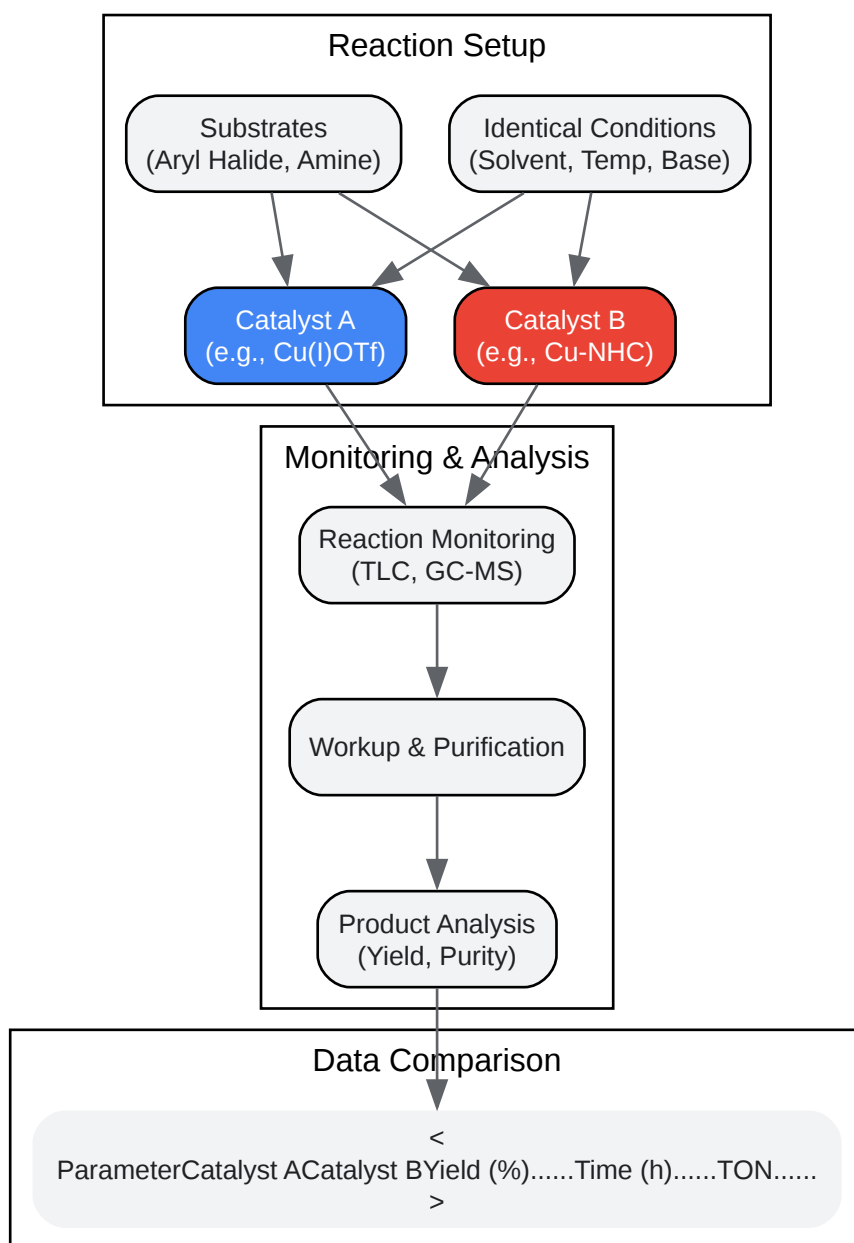 Reaction Setup
Substrates
(Aryl Halide, Amine)
Identical Conditions
(Solvent, Temp, Base)
Catalyst A
(e.g., Cu(I)OTf)
Catalyst B
(e.g., Cu-NHC)
Monitoring & Analysis
Reaction Monitoring
(TLC, GC-MS)
Workup & Purification
Product Analysis
(Yield, Purity)
Data Comparison
<
ParameterCatalyst ACatalyst BYield (%)......Time (h)......TON......
>